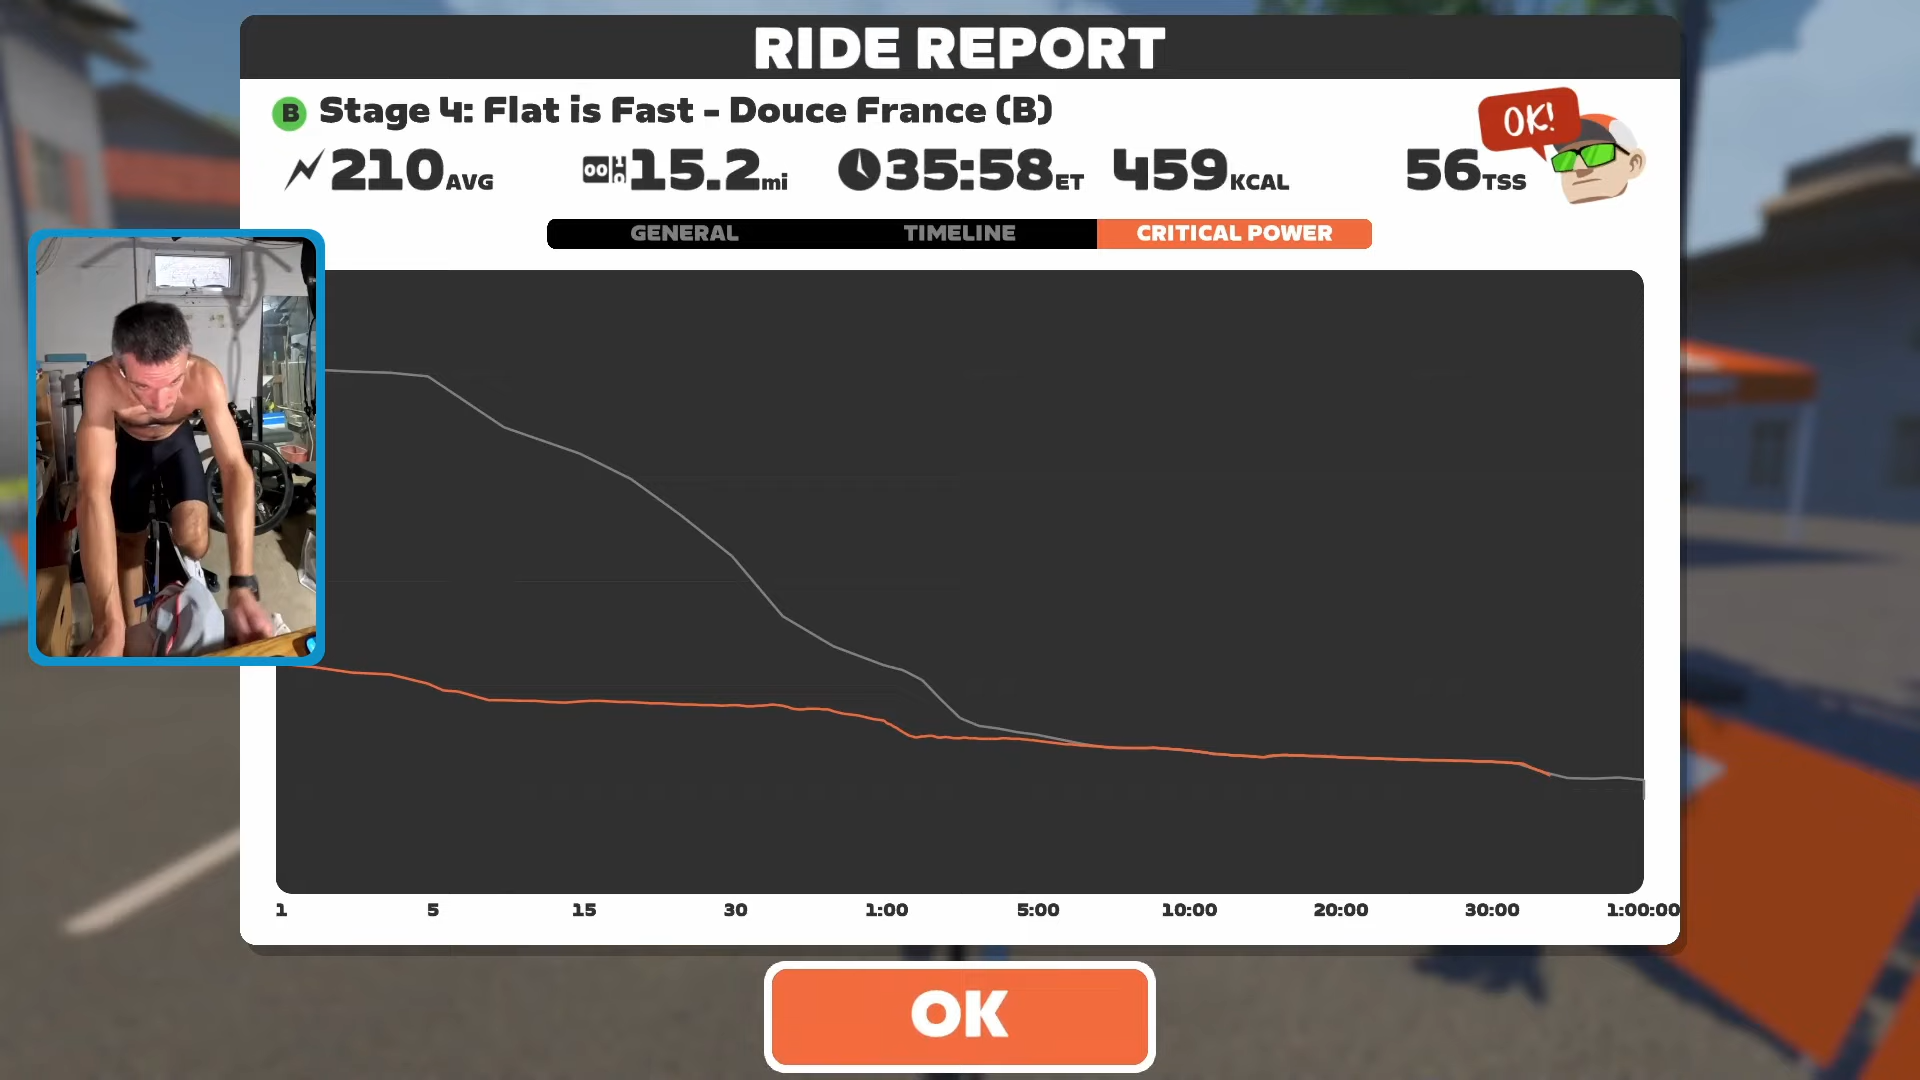 RIDE REPORT
B Stage 4: Flat is Fast - Douce France (B)
OK!
210AVG 15.2mi 35:58ET 459KCAL 56TSS
GENERAL TIMELINE CRITICAL POWER
1 5 15 30 1:00 5:00 10:00 20:00 30:00 1:00:00
OK